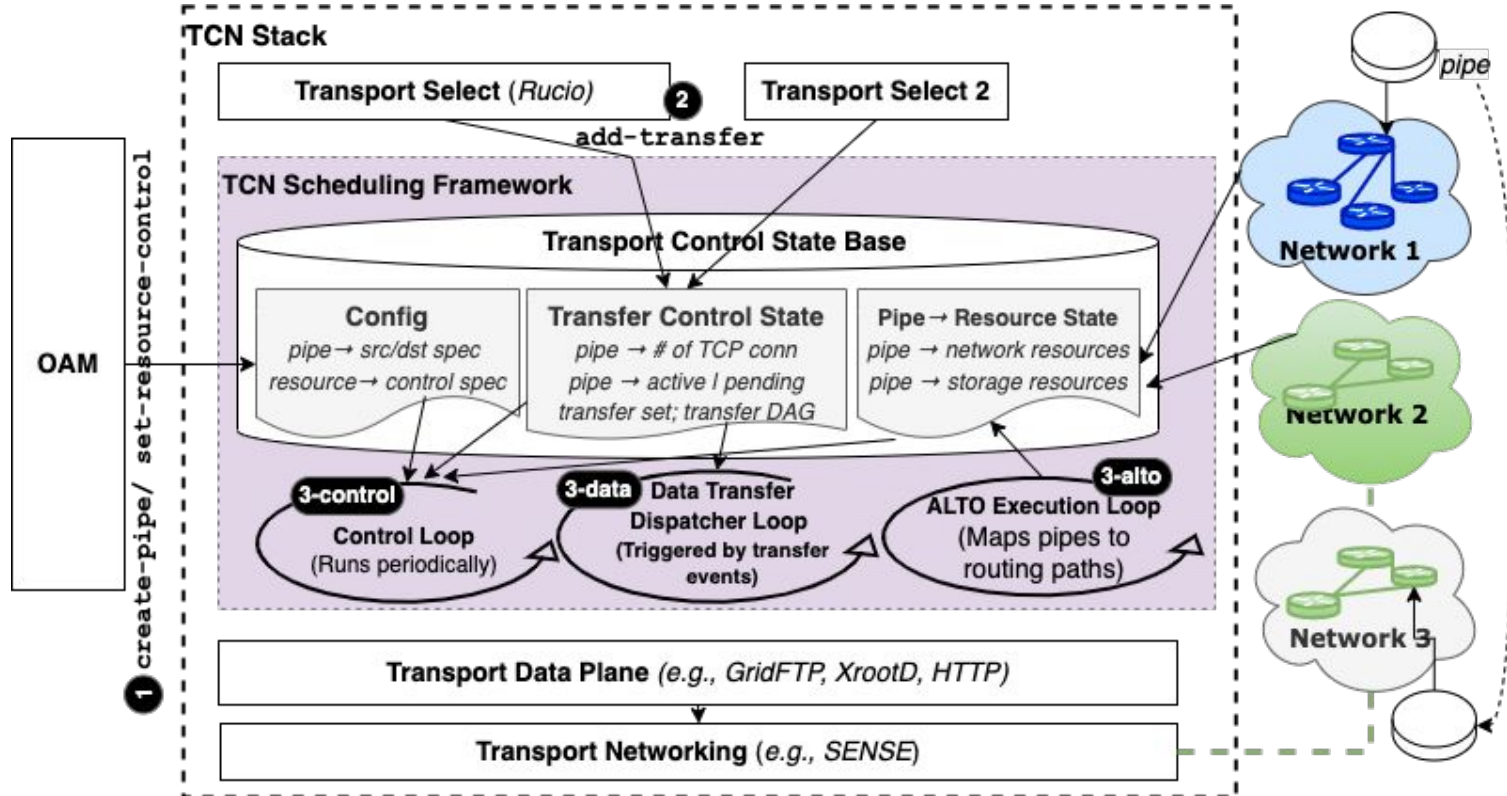 TCN Stack
Transport Select (Rucio)
2
Transport Select 2
add-transfer
pipe
OAM
1 create-pipe/ set-resource-control
TCN Scheduling Framework
Transport Control State Base
Config
pipe→ src/dst spec
resource→ control spec
Transfer Control State
pipe → # of TCP conn
pipe → active | pending
transfer set; transfer DAG
Pipe→ Resource State
pipe → network resources
pipe → storage resources
3-control
Control Loop
(Runs periodically)
3-data
Data Transfer
Dispatcher Loop
(Triggered by transfer
events)
3-alto
ALTO Execution Loop
(Maps pipes to
routing paths)
Transport Data Plane (e.g., GridFTP, XrootD, HTTP)
Transport Networking (e.g., SENSE)
Network 1
Network 2
Network 3